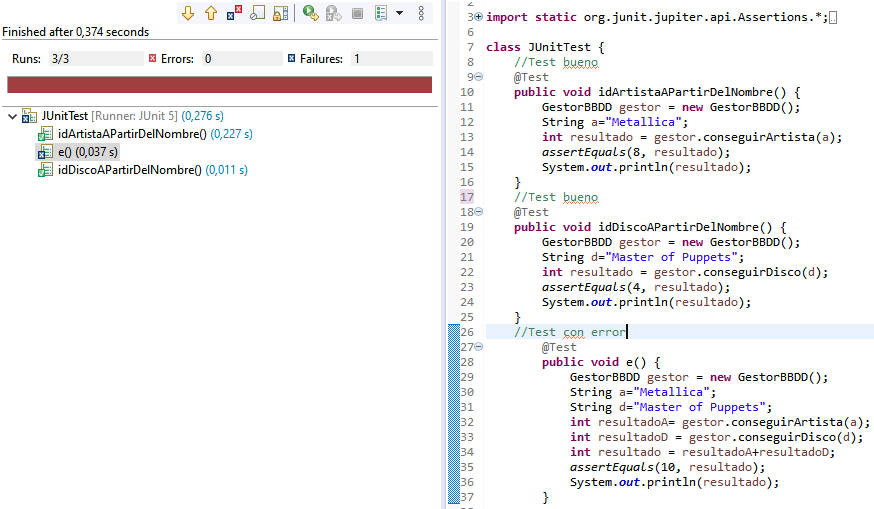 Finished after 0,374 seconds
Runs: 3/3 Errors: 0 Failures: 1
JUnitTest [Runner: JUnit 5] (0,276 s)
idArtistaAPartirDelNombre() (0,227 s)
e() (0,037 s)
idDiscoAPartirDelNombre() (0,011 s)
2
3 import static org.junit.jupiter.api.Assertions.*;
6
7 class JUnitTest {
8 //Test bueno
9 @Test
10 public void idArtistaAPartirDelNombre() {
11 GestorBBDD gestor = new GestorBBDD();
12 String a="Metallica";
13 int resultado = gestor.conseguirArtista(a);
14 assertEquals(8, resultado);
15 System.out.println(resultado);
16 }
17 //Test bueno
18 @Test
19 public void idDiscoAPartirDelNombre() {
20 GestorBBDD gestor = new GestorBBDD();
21 String d="Master of Puppets";
22 int resultado = gestor.conseguirDisco(d);
23 assertEquals(4, resultado);
24 System.out.println(resultado);
25 }
26 //Test con error
27 @Test
28 public void e() {
29 GestorBBDD gestor = new GestorBBDD();
30 String a="Metallica";
31 String d="Master of Puppets";
32 int resultadoA= gestor.conseguirArtista(a);
33 int resultadoD = gestor.conseguirDisco(d);
34 int resultado = resultadoA+resultadoD;
35 assertEquals(10, resultado);
36 System.out.println(resultado);
37 }